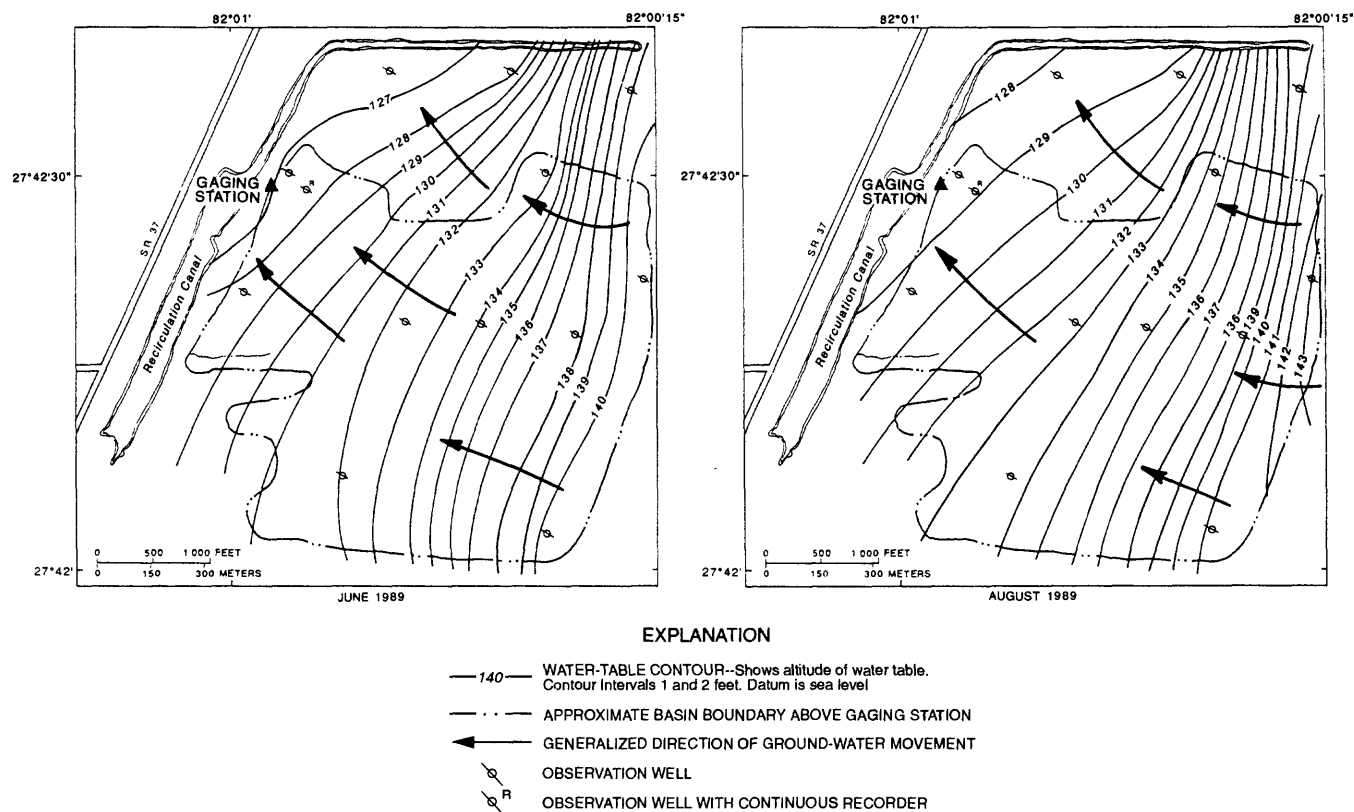 82°01'
82°00'15"
27°42'30"
27°42'
GAGING
STATION
SR 37
Recirculation Canal
127
128
129
130
131
132
133
134
135
136
137
138
139
140
0 500 1 000 FEET
0 150 300 METERS
JUNE 1989
82°01'
82°00'15"
27°42'30"
27°42'
GAGING
STATION
SR 37
Recirculation Canal
128
129
130
131
132
133
134
135
136
137
136
139
140
141
142
143
0 500 1 000 FEET
0 150 300 METERS
AUGUST 1989
EXPLANATION
140 WATER-TABLE CONTOUR--Shows altitude of water table.
Contour Intervals 1 and 2 feet. Datum is sea level
APPROXIMATE BASIN BOUNDARY ABOVE GAGING STATION
GENERALIZED DIRECTION OF GROUND-WATER MOVEMENT
OBSERVATION WELL
R OBSERVATION WELL WITH CONTINUOUS RECORDER